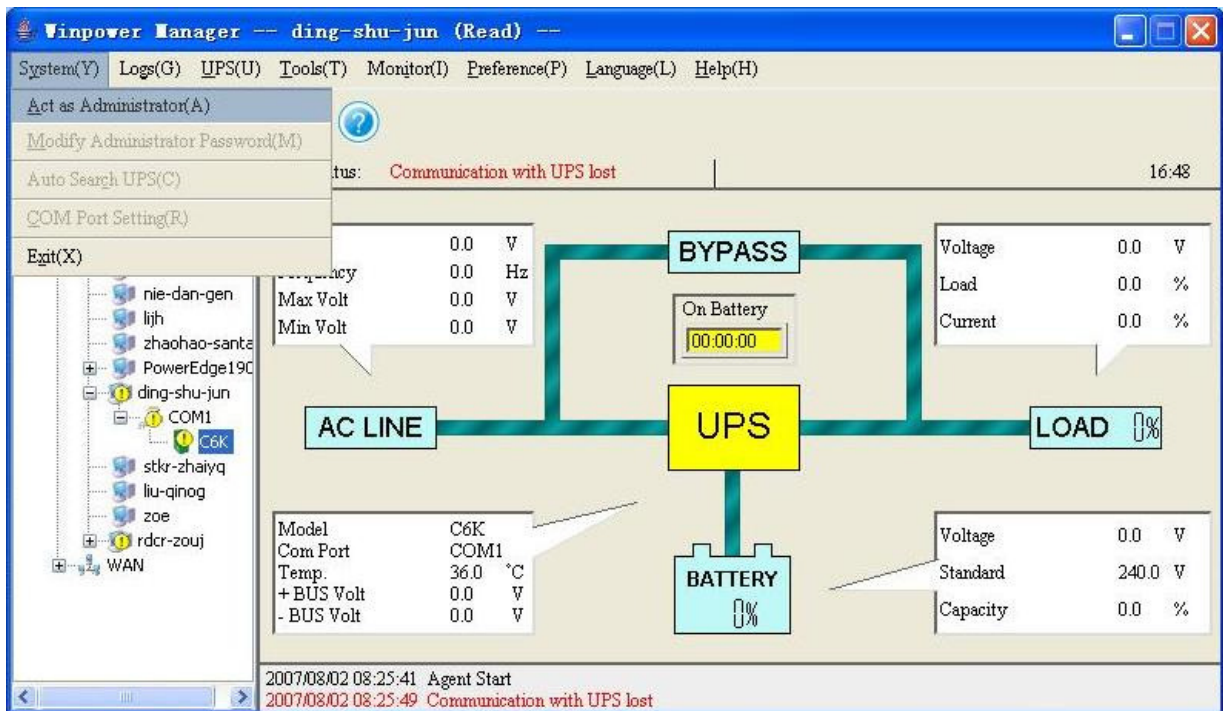 Winpower Manager -- ding-shu-jun (Read) --
System(Y) Logs(G) UPS(U) Tools(T) Monitor(I) Preference(P) Language(L) Help(H)
Act as Administrator(A)
Modify Administrator Password(M)
Auto Search UPS(C)
COM Port Setting(R)
Exit(X)
tus: Communication with UPS lost
16:48
nie-dan-gen
lijh
zhaohao-santa
PowerEdge190
ding-shu-jun
COM1
C6K
stkr-zhaiyq
liu-qinog
zoe
rdcr-zouj
WAN
0.0 V
0.0 Hz
Max Volt 0.0 V
Min Volt 0.0 V
BYPASS
On Battery
00:00:00
Voltage 0.0 V
Load 0.0 %
Current 0.0 %
AC LINE
UPS
LOAD 0%
Model C6K
Com Port COM1
Temp. 36.0 °C
+ BUS Volt 0.0 V
- BUS Volt 0.0 V
BATTERY
0%
Voltage 0.0 V
Standard 240.0 V
Capacity 0.0 %
2007/08/02 08:25:41 Agent Start
2007/08/02 08:25:49 Communication with UPS lost